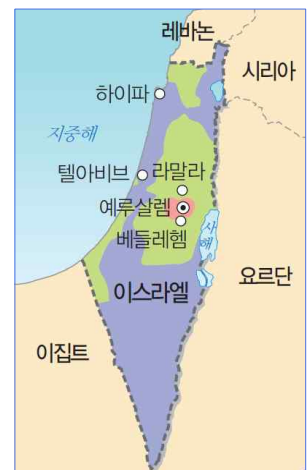 레바논
시리아
하이파
지중해
텔아비브 라말라
예루살렘
사해
베들레헴
이스라엘
요르단
이집트